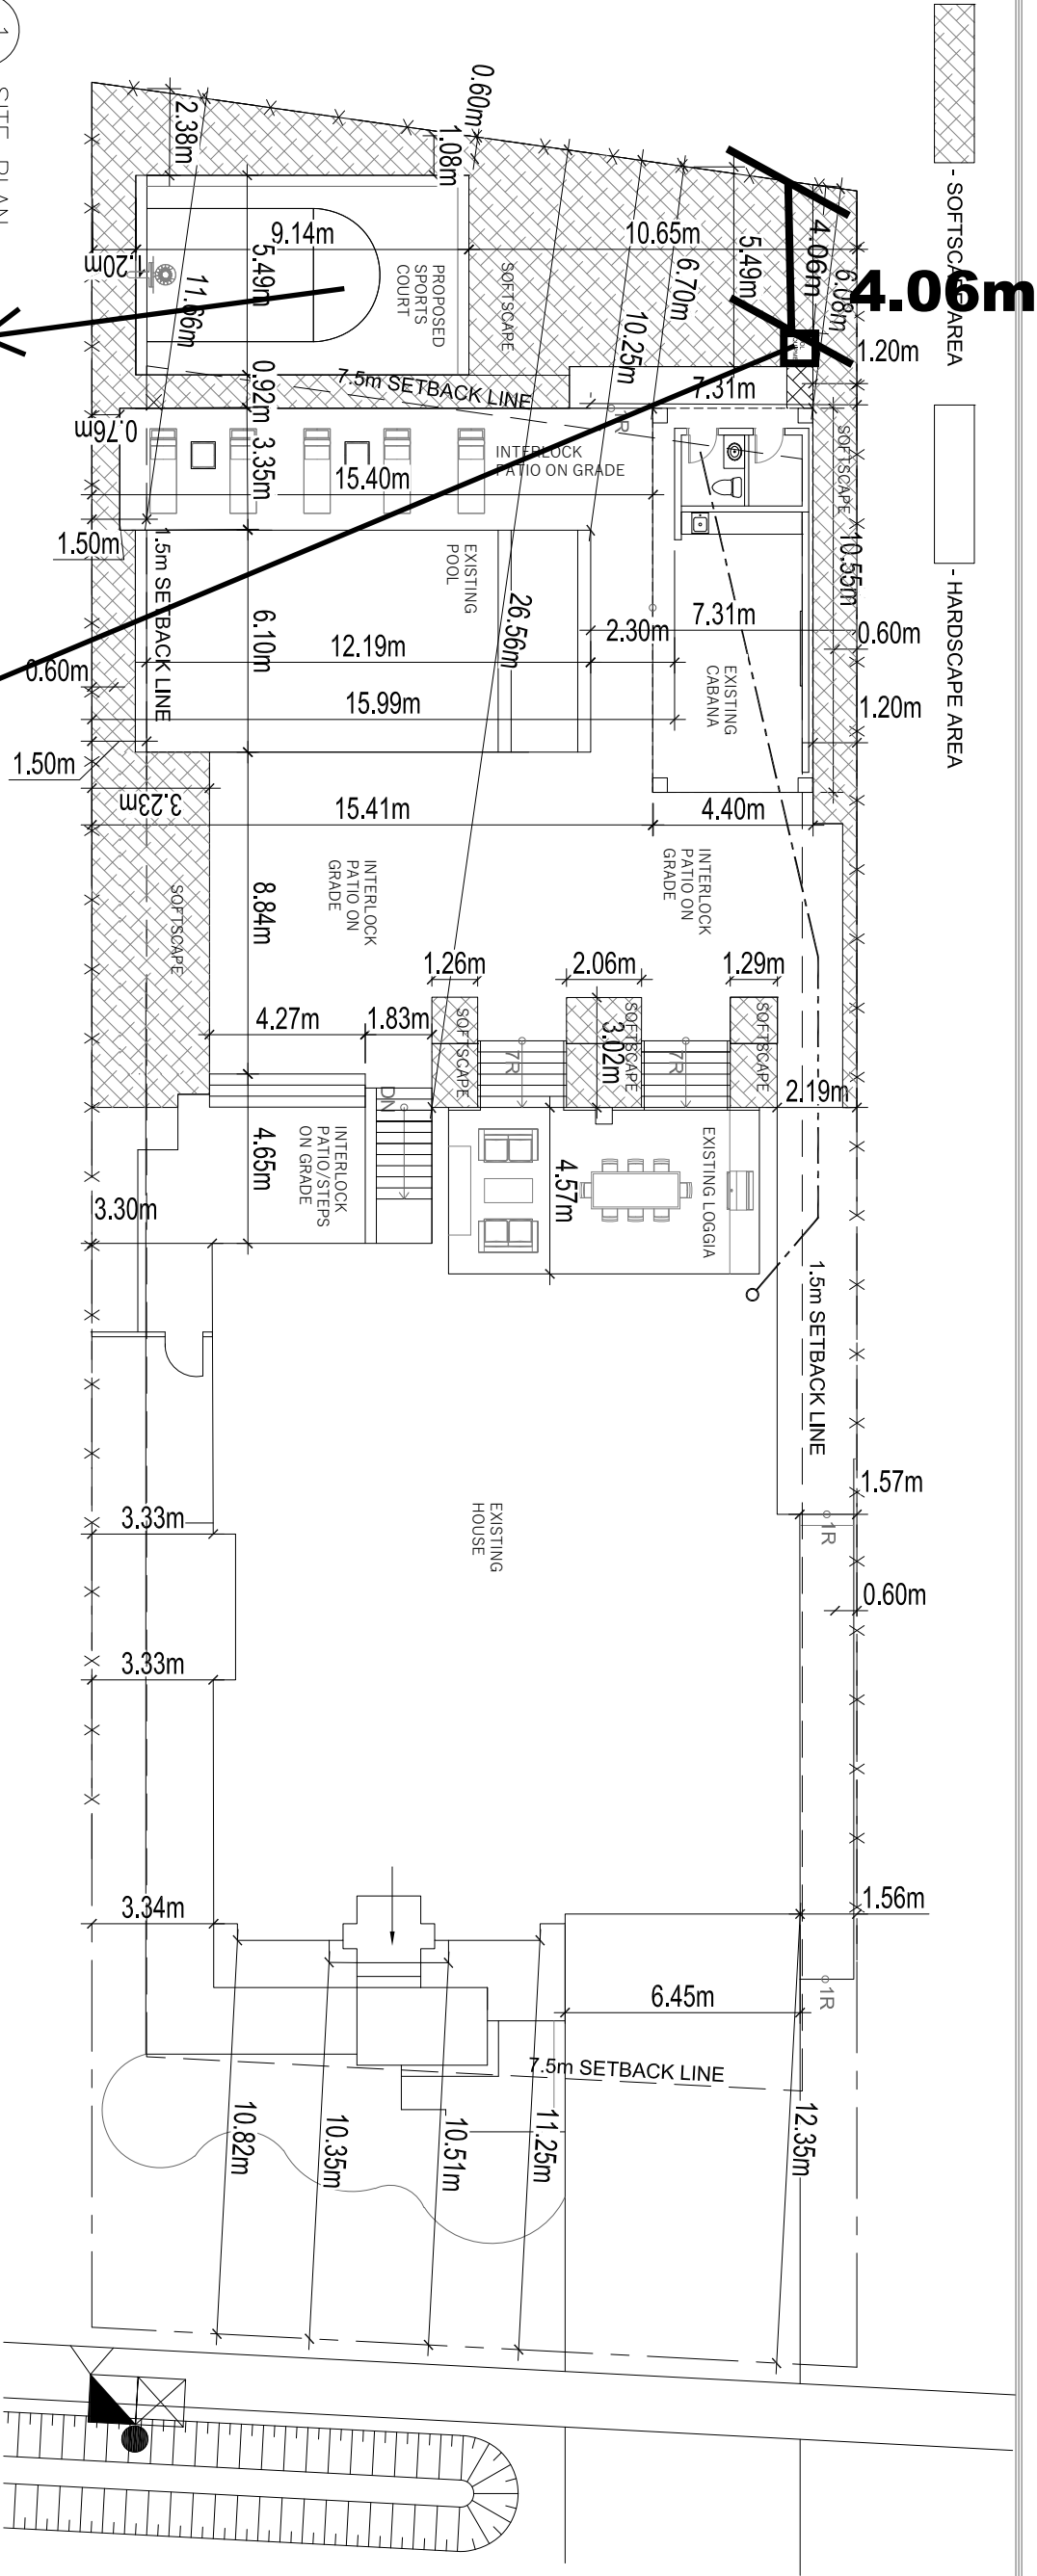 1 SITE PLAN
- SOFTSCAPE AREA
- HARDSCAPE AREA
0.60m
2.38m
1.08m
4.06m
4.06m
6.08m
9.14m
10.65m
5.49m
5.49m
6.70m
1.20m
11.66m
PROPOSED
SPORTS
COURT
SOFTSCAPE
10.25m
1.20m
7.5m SETBACK LINE
7.31m
0.92m
0.76m
3.35m
1R
INTERLOCK
PATIO ON GRADE
SOFTSCAPE
15.40m
1.50m
1.5m SETBACK LINE
EXISTING
POOL
10.55m
6.10m
26.56m
2.30m
7.31m
0.60m
12.19m
0.60m
EXISTING
CABANA
15.99m
1.20m
1.50m
3.23m
15.41m
4.40m
SOFTSCAPE
8.84m
INTERLOCK
PATIO ON
GRADE
INTERLOCK
PATIO ON
GRADE
1.26m
2.06m
1.29m
4.27m
1.83m
SOFTSCAPE
7R
SOFTSCAPE
3.02m
7R
SOFTSCAPE
2.19m
DN
4.65m
INTERLOCK
PATIO/STEPS
ON GRADE
4.57m
EXISTING LOGGIA
3.30m
1.5m SETBACK LINE
EXISTING
HOUSE
1.57m
1R
3.33m
0.60m
3.33m
3.34m
1.56m
6.45m
1R
7.5m SETBACK LINE
10.82m
10.35m
10.51m
11.25m
12.35m